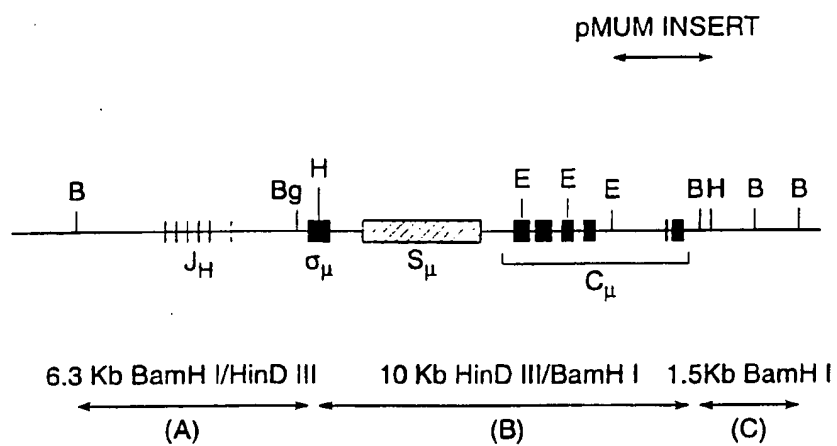 pMUM INSERT
B Bg H E E E B H B B
J_H σ_μ S_μ C_μ
6.3 Kb BamH I/HinD III 10 Kb HinD III/BamH I 1.5Kb BamH I
(A) (B) (C)